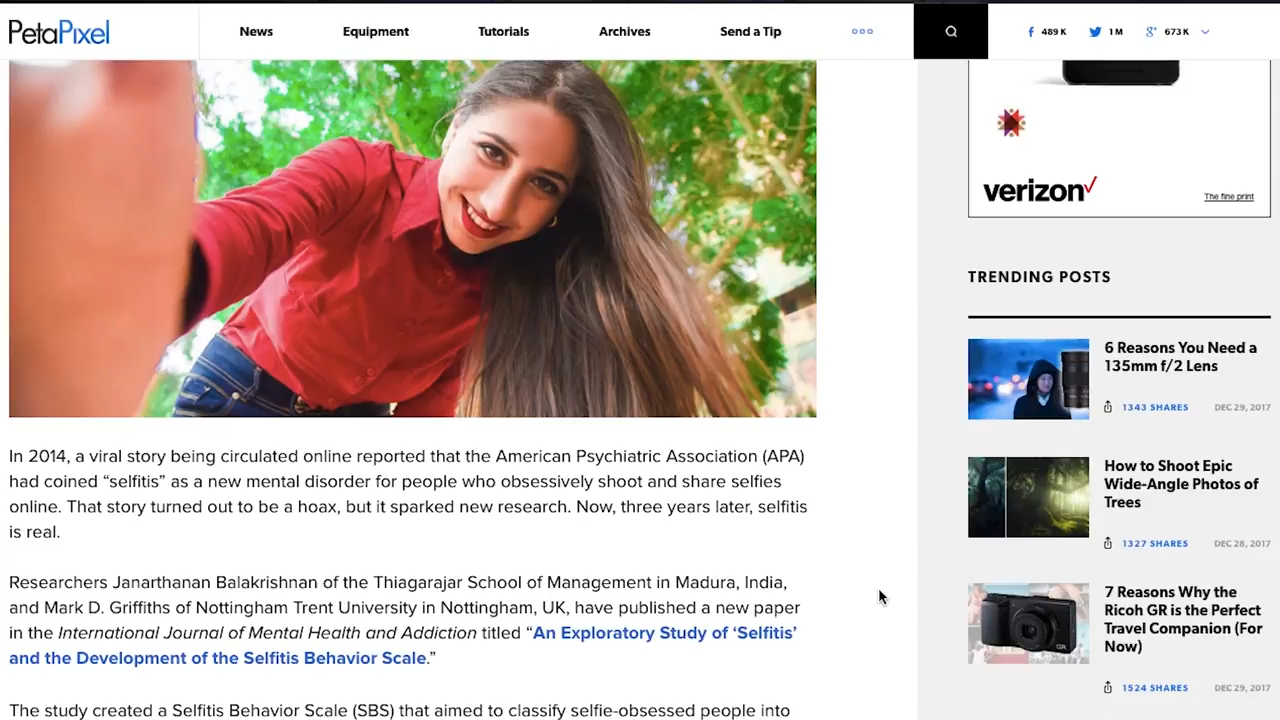 PetaPixel
News
Equipment
Tutorials
Archives
Send a Tip
489 K
1 M
673 K
verizon
The fine print
TRENDING POSTS
6 Reasons You Need a
135mm f/2 Lens
1343 SHARES
DEC 29, 2017
How to Shoot Epic
Wide-Angle Photos of
Trees
1327 SHARES
DEC 28, 2017
7 Reasons Why the
Ricoh GR is the Perfect
Travel Companion (For
Now)
1524 SHARES
DEC 29, 2017
In 2014, a viral story being circulated online reported that the American Psychiatric Association (APA)
had coined “selfitis” as a new mental disorder for people who obsessively shoot and share selfies
online. That story turned out to be a hoax, but it sparked new research. Now, three years later, selfitis
is real.
Researchers Janarthanan Balakrishnan of the Thiagarajar School of Management in Madura, India,
and Mark D. Griffiths of Nottingham Trent University in Nottingham, UK, have published a new paper
in the International Journal of Mental Health and Addiction titled “An Exploratory Study of ‘Selfitis’
and the Development of the Selfitis Behavior Scale.”
The study created a Selfitis Behavior Scale (SBS) that aimed to classify selfie-obsessed people into